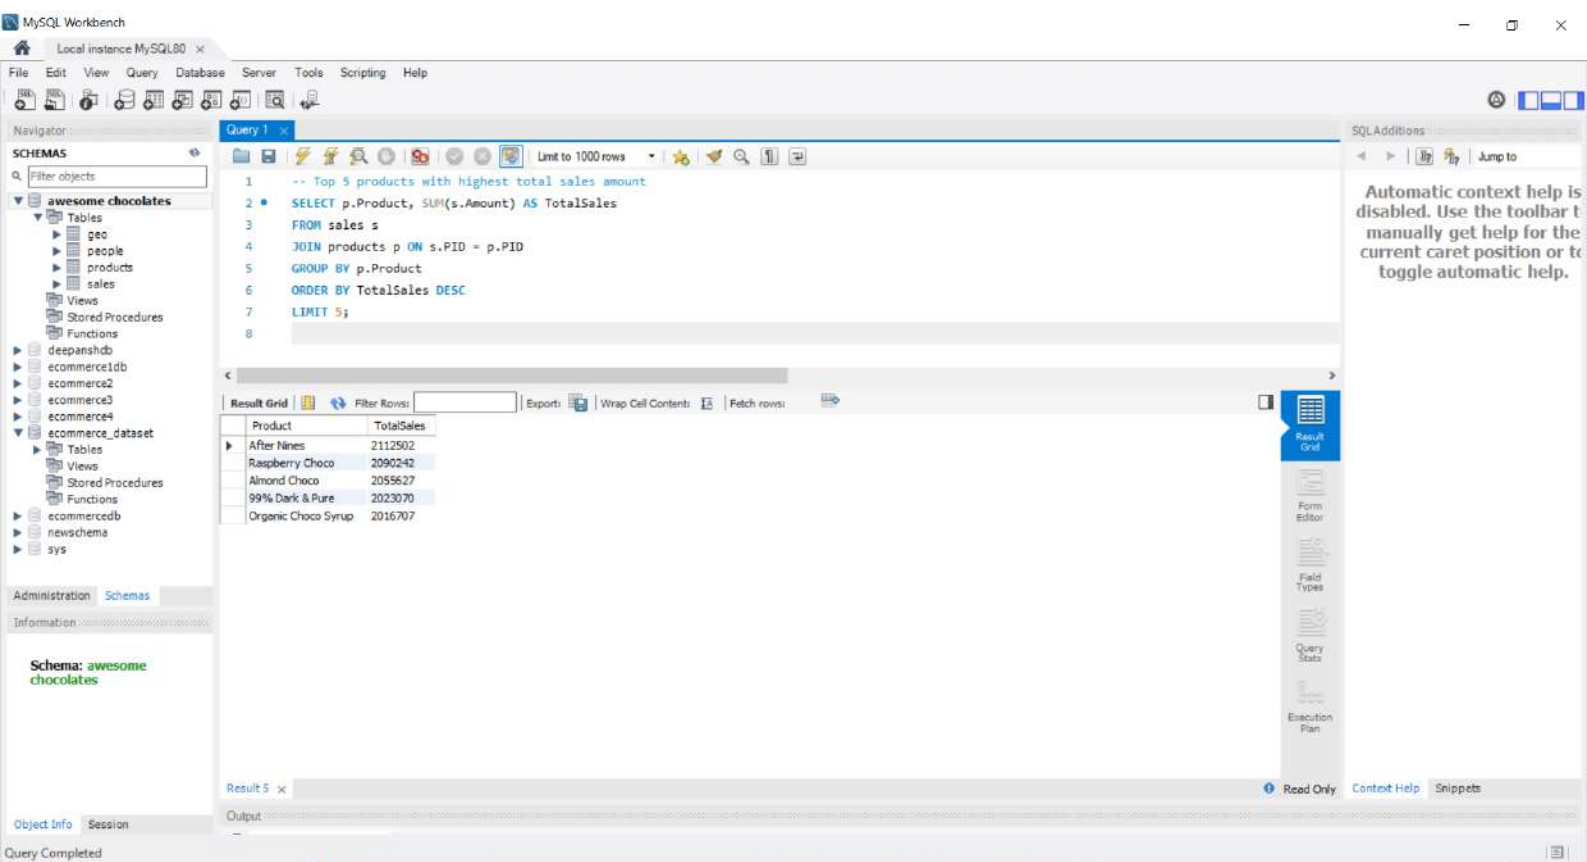 MySQL Workbench
Local instance MySQL80
File Edit View Query Database Server Tools Scripting Help
Navigator
SCHEMAS
Filter objects
awesome chocolates
Tables
geo
people
products
sales
Views
Stored Procedures
Functions
deepanshdb
ecommerce1db
ecommerce2
ecommerce3
ecommerce4
ecommerce_dataset
Tables
Views
Stored Procedures
Functions
ecommercedb
newschema
sys
Administration Schemas
Information
Schema: awesome
chocolates
Object Info Session
Query Completed
Query 1
Limit to 1000 rows
1 -- Top 5 products with highest total sales amount
2 SELECT p.Product, SUM(s.Amount) AS TotalSales
3 FROM sales s
4 JOIN products p ON s.PID = p.PID
5 GROUP BY p.Product
6 ORDER BY TotalSales DESC
7 LIMIT 5;
8
Result Grid Filter Rows: Export: Wrap Cell Content: Fetch rows:
Product TotalSales
After Nines 2112502
Raspberry Choco 2090242
Almond Choco 2055627
99% Dark & Pure 2023070
Organic Choco Syrup 2016707
Result
Grid
Form
Editor
Field
Types
Query
Stats
Execution
Plan
Result 5 Read Only
Output
SQLAdditions
Jump to
Automatic context help is
disabled. Use the toolbar t
manually get help for the
current caret position or to
toggle automatic help.
Context Help Snippets